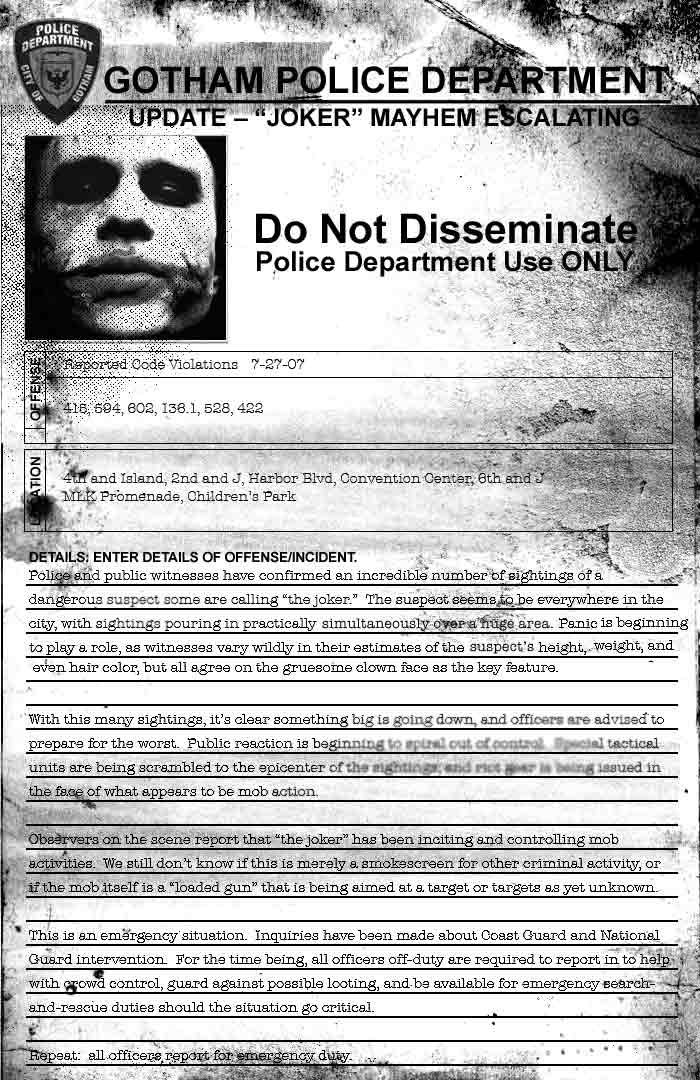 POLICE
DEPARTMENT
CITY OF GOTHAM
GOTHAM POLICE DEPARTMENT
UPDATE – “JOKER” MAYHEM ESCALATING
Do Not Disseminate
Police Department Use ONLY
OFFENSE
Reported Code Violations 7-27-07
415, 594, 602, 136.1, 528, 422
LOCATION
4th and Island, 2nd and J, Harbor Blvd, Convention Center, 6th and J
MLK Promenade, Children's Park
DETAILS: ENTER DETAILS OF OFFENSE/INCIDENT.
Police and public witnesses have confirmed an incredible number of sightings of a
dangerous suspect some are calling “the joker.” The suspect seems to be everywhere in the
city, with sightings pouring in practically simultaneously over a huge area. Panic is beginning
to play a role, as witnesses vary wildly in their estimates of the suspect's height, weight, and
even hair color, but all agree on the gruesome clown face as the key feature.
With this many sightings, it's clear something big is going down, and officers are advised to
prepare for the worst. Public reaction is beginning to spiral out of control. Special tactical
units are being scrambled to the epicenter of the sightings, and riot gear is being issued in
the face of what appears to be mob action.
Observers on the scene report that “the joker” has been inciting and controlling mob
activities. We still don't know if this is merely a smokescreen for other criminal activity, or
if the mob itself is a “loaded gun” that is being aimed at a target or targets as yet unknown.
This is an emergency situation. Inquiries have been made about Coast Guard and National
Guard intervention. For the time being, all officers off-duty are required to report in to help
with crowd control, guard against possible looting, and be available for emergency search-
and-rescue duties should the situation go critical.
Repeat: all officers report for emergency duty.